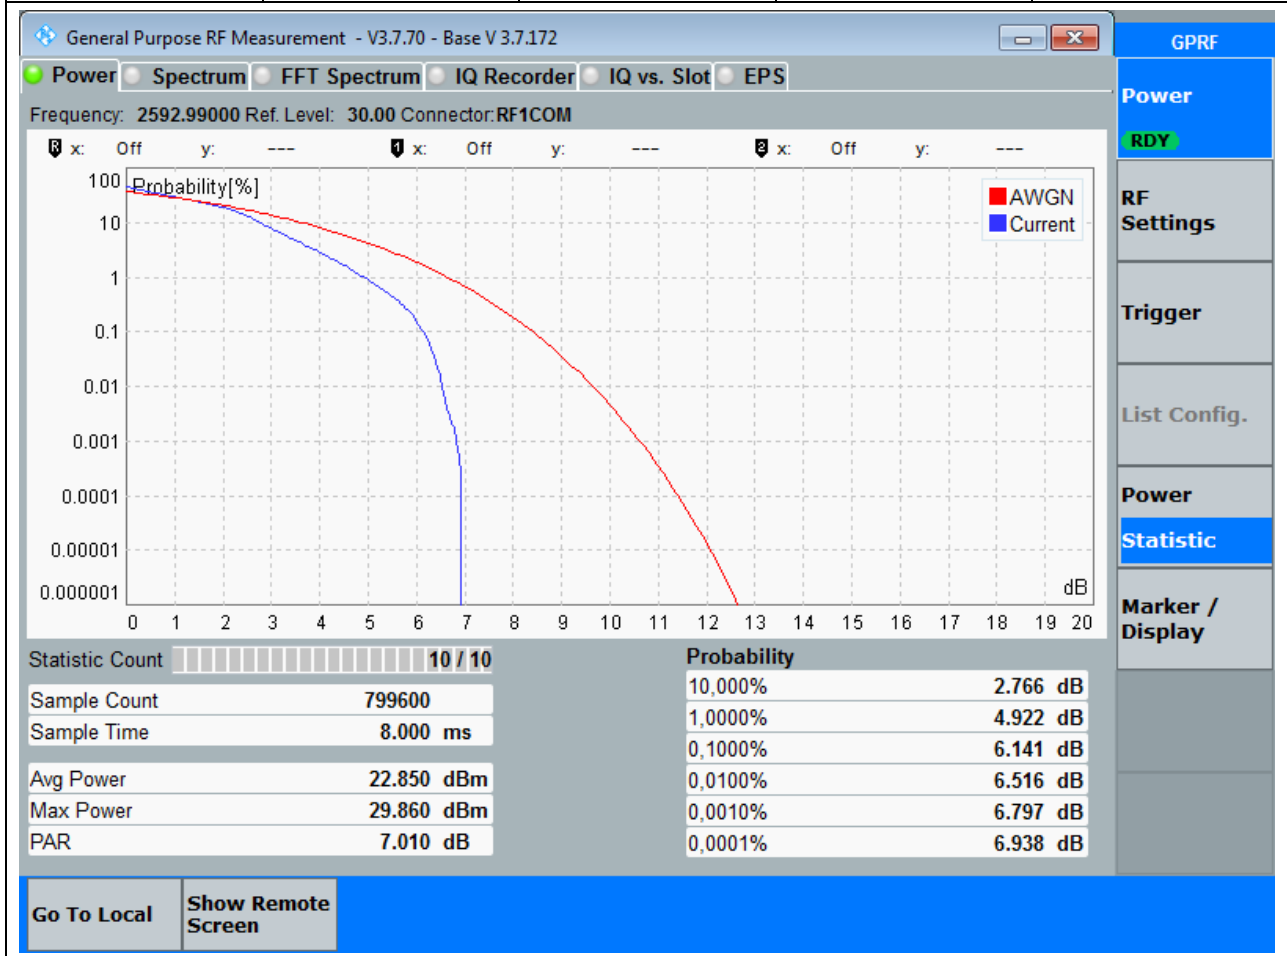 General Purpose RF Measurement - V3.7.70 - Base V 3.7.172
GPRF
Power Spectrum FFT Spectrum IQ Recorder IQ vs. Slot EPS
Frequency: 2592.99000 Ref. Level: 30.00 Connector: RF1COM
R x: Off y: --- 1 x: Off y: --- 2 x: Off y: ---
Probability[%]
AWGN
Current
100
10
1
0.1
0.01
0.001
0.0001
0.00001
0.000001
dB
0 1 2 3 4 5 6 7 8 9 10 11 12 13 14 15 16 17 18 19 20
Statistic Count 10 / 10
Sample Count 799600
Sample Time 8.000 ms
Avg Power 22.850 dBm
Max Power 29.860 dBm
PAR 7.010 dB
Probability
10,000% 2.766 dB
1,0000% 4.922 dB
0,1000% 6.141 dB
0,0100% 6.516 dB
0,0010% 6.797 dB
0,0001% 6.938 dB
Power
RDY
RF
Settings
Trigger
List Config.
Power
Statistic
Marker /
Display
Go To Local
Show Remote
Screen